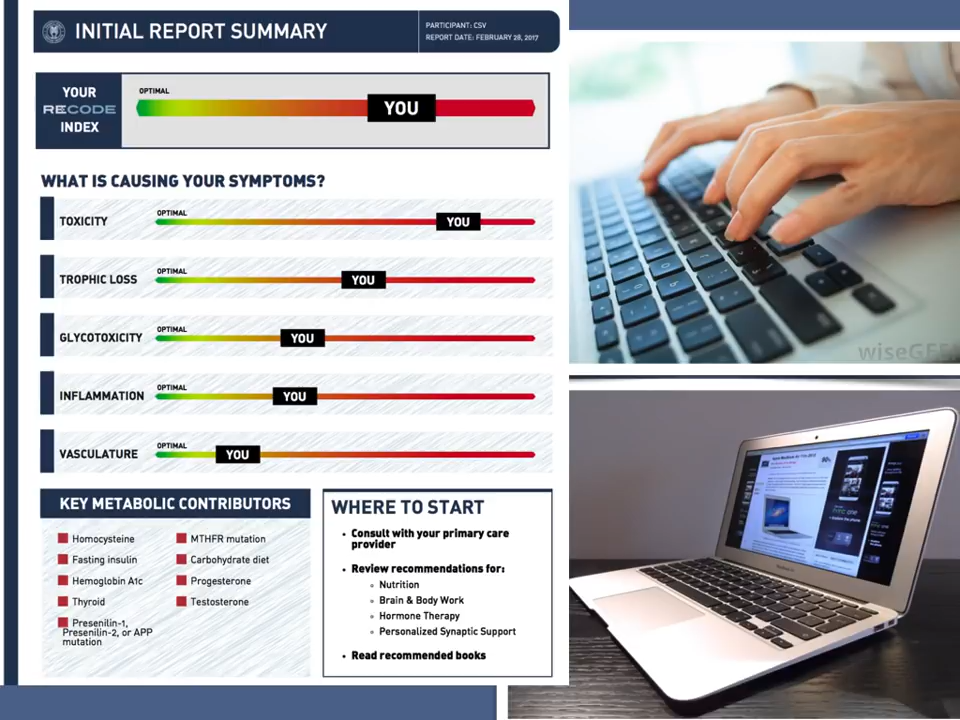 INITIAL REPORT SUMMARY
PARTICIPANT: CSV
REPORT DATE: FEBRUARY 28, 2017
YOUR
RECODE
INDEX
OPTIMAL
YOU
WHAT IS CAUSING YOUR SYMPTOMS?
TOXICITY
OPTIMAL
YOU
TROPHIC LOSS
OPTIMAL
YOU
GLYCOTOXICITY
OPTIMAL
YOU
INFLAMMATION
OPTIMAL
YOU
VASCULATURE
OPTIMAL
YOU
KEY METABOLIC CONTRIBUTORS
Homocysteine
Fasting insulin
Hemoglobin A1c
Thyroid
Presenilin-1,
Presenilin-2, or APP
mutation
MTHFR mutation
Carbohydrate diet
Progesterone
Testosterone
WHERE TO START
• Consult with your primary care
provider
• Review recommendations for:
Nutrition
Brain & Body Work
Hormone Therapy
Personalized Synaptic Support
• Read recommended books
wiseGEEK